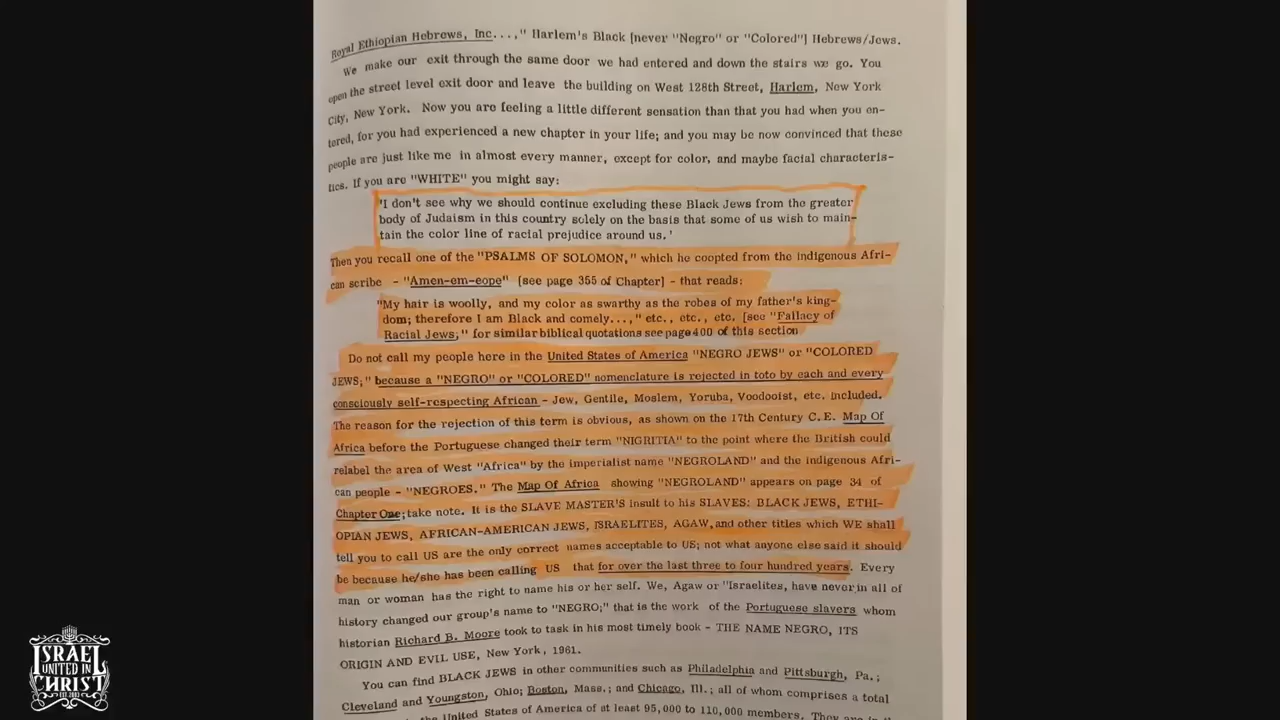 Royal Ethiopian Hebrews, Inc...," Harlem's Black [never "Negro" or "Colored"] Hebrews/Jews.
We make our exit through the same door we had entered and down the stairs we go. You
open the street level exit door and leave the building on West 128th Street, Harlem, New York
City, New York. Now you are feeling a little different sensation than that you had when you en-
tered, for you had experienced a new chapter in your life; and you may be now convinced that these
people are just like me in almost every manner, except for color, and maybe facial characteris-
tics. If you are "WHITE" you might say:
'I don't see why we should continue excluding these Black Jews from the greater
body of Judaism in this country solely on the basis that some of us wish to main-
tain the color line of racial prejudice around us.'
Then you recall one of the "PSALMS OF SOLOMON," which he coopted from the indigenous Afri-
can scribe - "Amen-em-eope" [see page 355 of Chapter] - that reads:
"My hair is woolly, and my color as swarthy as the robes of my father's king-
dom; therefore I am Black and comely...," etc., etc., etc. [see "Fallacy of
Racial Jews," for similar biblical quotations see page 400 of this section
Do not call my people here in the United States of America "NEGRO JEWS" or "COLORED
JEWS," because a "NEGRO" or "COLORED" nomenclature is rejected in toto by each and every
consciously self-respecting African - Jew, Gentile, Moslem, Yoruba, Voodooist, etc. included.
The reason for the rejection of this term is obvious, as shown on the 17th Century C.E. Map Of
Africa before the Portuguese changed their term "NIGRITIA" to the point where the British could
relabel the area of West "Africa" by the imperialist name "NEGROLAND" and the indigenous Afri-
can people - "NEGROES." The Map Of Africa showing "NEGROLAND" appears on page 34 of
Chapter One; take note. It is the SLAVE MASTER'S insult to his SLAVES: BLACK JEWS, ETHI-
OPIAN JEWS, AFRICAN-AMERICAN JEWS, ISRAELITES, AGAW, and other titles which WE shall
tell you to call US are the only correct names acceptable to US; not what anyone else said it should
be because he/she has been calling US that for over the last three to four hundred years. Every
man or woman has the right to name his or her self. We, Agaw or "Israelites, have never in all of
history changed our group's name to "NEGRO;" that is the work of the Portuguese slavers whom
historian Richard B. Moore took to task in his most timely book - THE NAME NEGRO, ITS
ORIGIN AND EVIL USE, New York, 1961.
You can find BLACK JEWS in other communities such as Philadelphia and Pittsburgh, Pa.;
Cleveland and Youngston, Ohio; Boston, Mass.; and Chicago, Ill.; all of whom comprises a total
the United States of America of at least 95,000 to 110,000 members. They are in
ISRAEL
UNITED IN
CHRIST
EST 2003